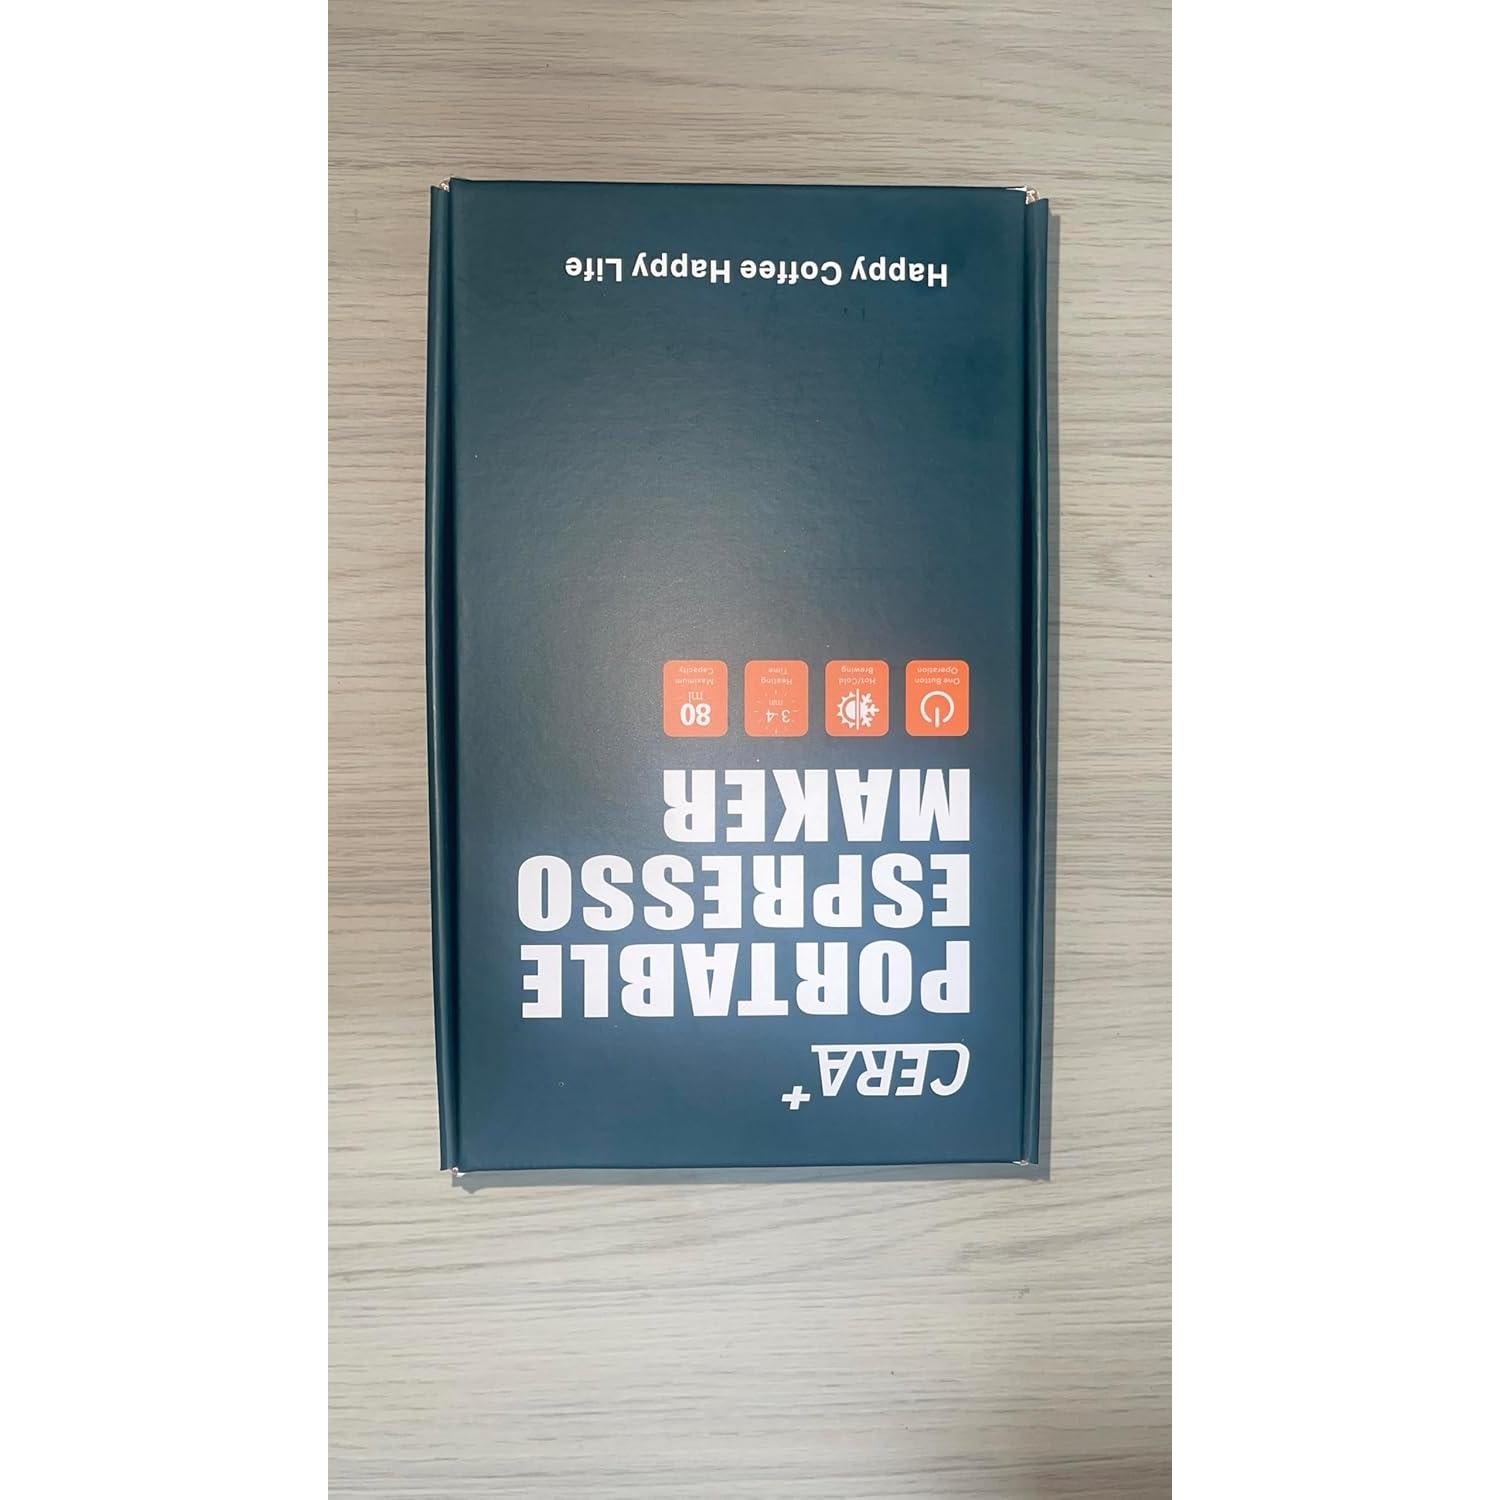 CERA+
PORTABLE
ESPRESSO
MAKER
One Button
Operation
Hot/Cold
Brewing
3-4
min
Heating
Time
80
ml
Maximum
Capacity
Happy Coffee Happy Life